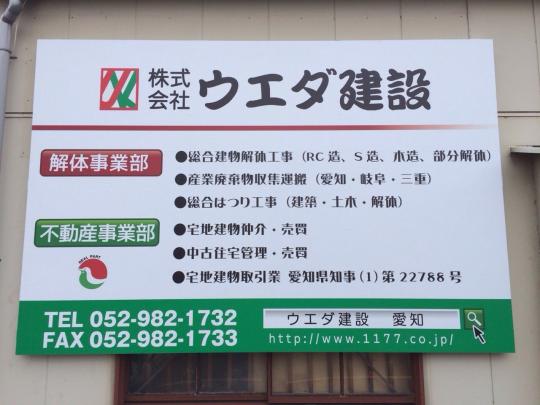 株式会社 ウエダ建設
解体事業部
●総合建物解体工事（RC造、S造、木造、部分解体）
●産業廃棄物収集運搬（愛知・岐阜・三重）
●総合はつり工事（建築・土木・解体）
不動産事業部
REAL PART
●宅地建物仲介・売買
●中古住宅管理・売買
●宅地建物取引業 愛知県知事(1)第22788号
TEL 052-982-1732
FAX 052-982-1733
ウエダ建設 愛知
http://www.1177.co.jp/